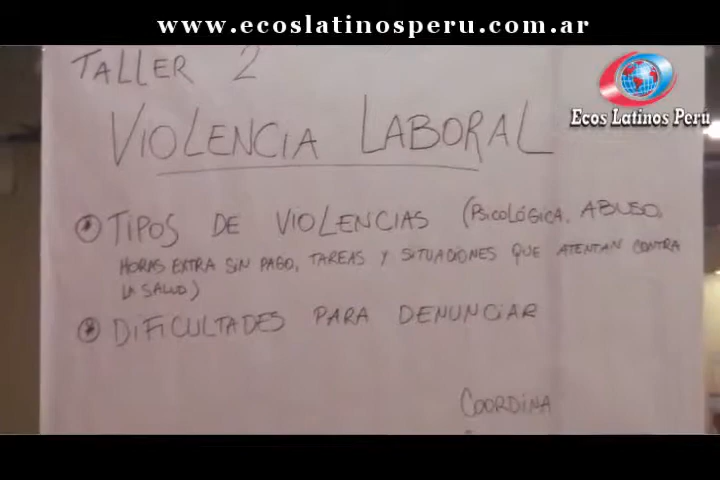 www.ecoslatinosperu.com.ar
TALLER 2
Ecos Latinos Perú
VIOLENCIA LABORAL
TIPOS DE VIOLENCIAS (PSICOLÓGICA, ABUSO,
HORAS EXTRA SIN PAGO, TAREAS Y SITUACIONES QUE ATENTAN CONTRA
LA SALUD)
DIFICULTADES PARA DENUNCIAR
COORDINA